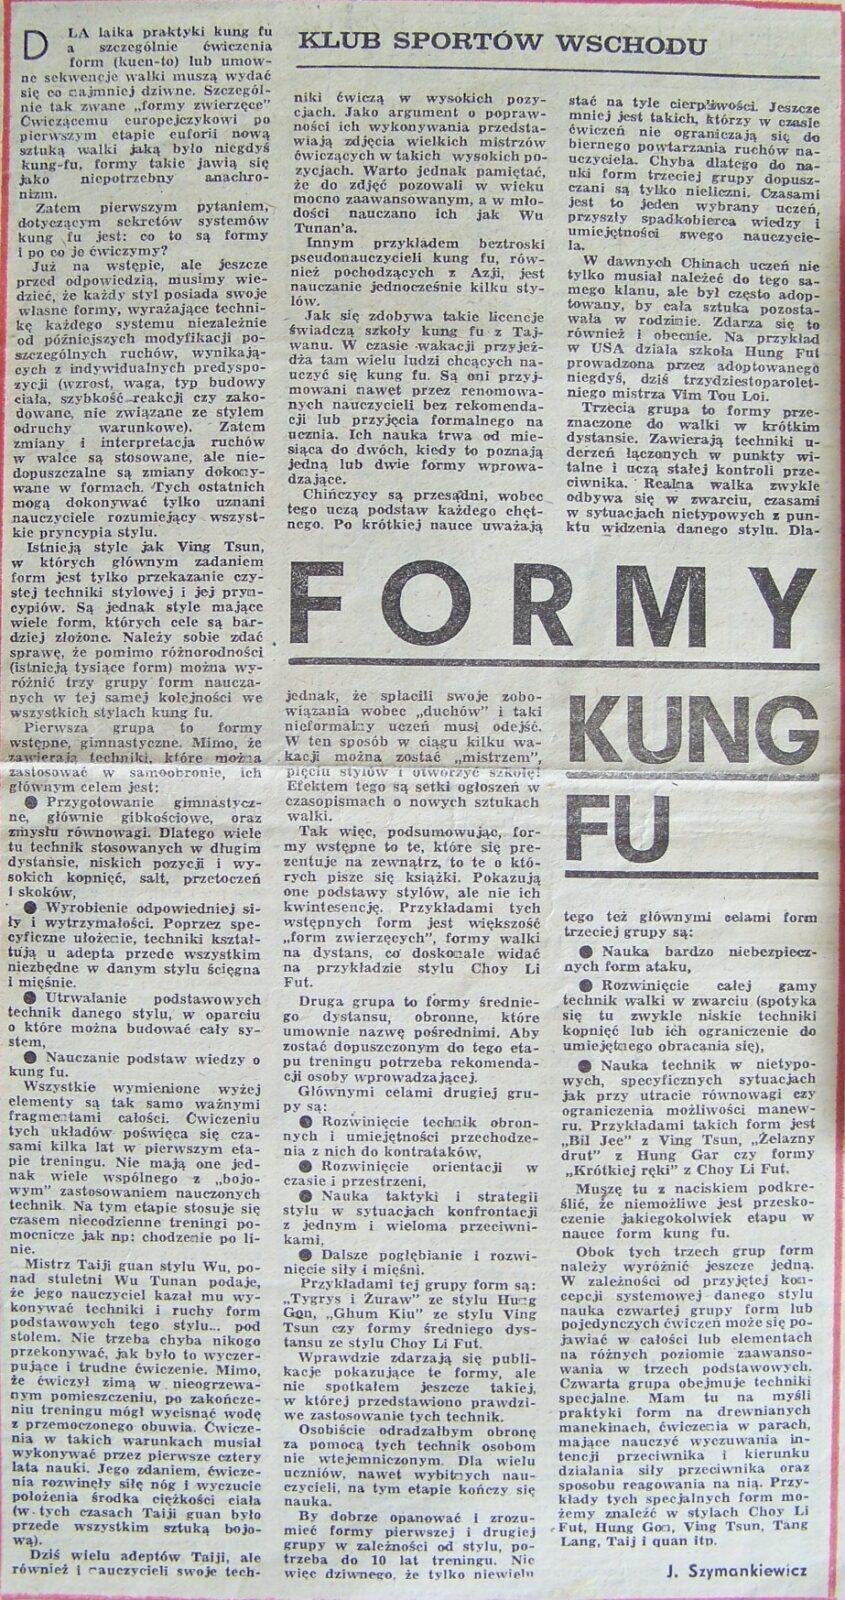 KLUB SPORTÓW WSCHODU
DLA laika praktyki kung fu
a szczególnie ćwiczenia
form (kuen-to) lub umow-
ne sekwencje walki muszą wydać
się co najmniej dziwne. Szczegól-
nie tak zwane „formy zwierzęce”
Ćwiczącemu europejczykowi po
pierwszym etapie euforii nową
sztuką walki jaką było niegdyś
kung-fu, formy takie jawią się
jako niepotrzebny anachro-
nizm.
Zatem pierwszym pytaniem,
dotyczącym sekretów systemów
kung fu jest: co to są formy
i po co je ćwiczymy?
Już na wstępie, ale jeszcze
przed odpowiedzią, musimy wie-
dzieć, że każdy styl posiada swoje
własne formy, wyrażające techni-
kę każdego systemu niezależnie
od późniejszych modyfikacji po-
szczególnych ruchów, wynikają-
cych z indywidualnych predyspo-
zycji (wzrost, waga, typ budowy
ciała, szybkość reakcji czy zako-
dowane, nie związane ze stylem
odruchy warunkowe). Zatem
zmiany i interpretacja ruchów
w walce są stosowane, ale nie-
dopuszczalne są zmiany dokony-
wane w formach. Tych ostatnich
mogą dokonywać tylko uznani
nauczyciele rozumiejący wszyst-
kie pryncypia stylu.
Istnieją style jak Ving Tsun,
w których głównym zadaniem
form jest tylko przekazanie czy-
stej techniki stylowej i jej pryn-
cypiów. Są jednak style mające
wiele form, których cele są bar-
dziej złożone. Należy sobie zdać
sprawę, że pomimo różnorodności
(istnieją tysiące form) można wy-
różnić trzy grupy form naucza-
nych w tej samej kolejności we
wszystkich stylach kung fu.
Pierwsza grupa to formy
wstępne, gimnastyczne. Mimo, że
zawierają techniki, które można
zastosować w samoobronie, ich
głównym celem jest:
● Przygotowanie gimnastycz-
ne, głównie gibkościowe, oraz
zmysłu równowagi. Dlatego wiele
tu technik stosowanych w długim
dystansie, niskich pozycji i wy-
sokich kopnięć, salt, przetoczeń
i skoków,
● Wyrobienie odpowiedniej si-
ły i wytrzymałości. Poprzez spe-
cyficzne ułożenie, techniki kształ-
tują u adepta przede wszystkim
niezbędne w danym stylu ścięgna
i mięśnie.
● Utrwalanie podstawowych
technik danego stylu, w oparciu
o które można budować cały sy-
stem,
● Nauczanie podstaw wiedzy o
kung fu.
Wszystkie wymienione wyżej
elementy są tak samo ważnymi
fragmentami całości. Ćwiczeniu
tych układów poświęca się cza-
sami kilka lat w pierwszym eta-
pie treningu. Nie mają one jed-
nak wiele wspólnego z „bojo-
wym” zastosowaniem nauczonych
technik. Na tym etapie stosuje się
czasem niecodzienne treningi po-
mocnicze jak np: chodzenie po li-
nie.
Mistrz Taiji guan stylu Wu, po-
nad stuletni Wu Tunan podaje,
że jego nauczyciel kazał mu wy-
konywać techniki i ruchy form
podstawowych tego stylu... pod
stołem. Nie trzeba chyba nikogo
przekonywać, jak było to wyczer-
pujące i trudne ćwiczenie. Mimo,
że ćwiczył zimą w nieogrzewa-
nym pomieszczeniu, po zakończe-
niu treningu mógł wycisnąć wodę
z przemoczonego obuwia. Ćwicze-
nia w takich warunkach musiał
wykonywać przez pierwsze cztery
lata nauki. Jego zdaniem, ćwicze-
nia rozwinęły siłę nóg i wyczucie
położenia środka ciężkości ciała
(w tych czasach Taiji guan było
przede wszystkim sztuką bojo-
wą).
Dziś wielu adeptów Taiji, ale
również i nauczycieli swoje tech-
niki ćwiczą w wysokich pozy-
cjach. Jako argument o popraw-
ności ich wykonywania przedsta-
wiają zdjęcia wielkich mistrzów
ćwiczących w takich wysokich po-
zycjach. Warto jednak pamiętać,
że do zdjęć pozowali w wieku
mocno zaawansowanym, a w mło-
dości nauczano ich jak Wu
Tunan'a.
Innym przykładem beztroski
pseudonauczycieli kung fu, rów-
nież pochodzących z Azji, jest
nauczanie jednocześnie kilku sty-
lów.
Jak się zdobywa takie licencje
świadczą szkoły kung fu z Taj-
wanu. W czasie wakacji przyjeż-
dża tam wielu ludzi chcących na-
uczyć się kung fu. Są oni przyj-
mowani nawet przez renomowa-
nych nauczycieli bez rekomenda-
cji lub przyjęcia formalnego na
ucznia. Ich nauka trwa od mie-
siąca do dwóch, kiedy to poznają
jedną lub dwie formy wprowa-
dzające.
Chińczycy są przesądni, wobec
tego uczą podstaw każdego chęt-
nego. Po krótkiej nauce uważają
FORMY
KUNG
FU
jednak, że spłacili swoje zobo-
wiązania wobec „duchów” i taki
nieformalny uczeń musi odejść.
W ten sposób w ciągu kilku wa-
kacji można zostać „mistrzem”,
pięciu stylów i otworzyć szkołę!
Efektem tego są setki ogłoszeń w
czasopismach o nowych sztukach
walki.
Tak więc, podsumowując, for-
my wstępne to te, które się pre-
zentuje na zewnątrz, to te o któ-
rych pisze się książki. Pokazują
one podstawy stylów, ale nie ich
kwintesencję. Przykładami tych
wstępnych form jest większość
„form zwierzęcych”, formy walki
na dystans, co doskonale widać
na przykładzie stylu Choy Li
Fut.
Druga grupa to formy średnie-
go dystansu, obronne, które
umownie nazwę pośrednimi. Aby
zostać dopuszczonym do tego eta-
pu treningu potrzeba rekomenda-
cji osoby wprowadzającej.
Głównymi celami drugiej gru-
py są:
● Rozwinięcie technik obron-
nych i umiejętności przechodze-
nia z nich do kontrataków,
● Rozwinięcie orientacji w
czasie i przestrzeni,
● Nauka taktyki i strategii
stylu w sytuacjach konfrontacji
z jednym i wieloma przeciwni-
kami,
● Dalsze pogłębianie i rozwi-
nięcie siły i mięśni.
Przykładami tej grupy form są:
„Tygrys i Żuraw” ze stylu Hung
Gon, „Ghum Kiu” ze stylu Ving
Tsun czy formy średniego dys-
tansu ze stylu Choy Li Fut.
Wprawdzie zdarzają się publi-
kacje pokazujące te formy, ale
nie spotkałem jeszcze takiej,
w której przedstawiono prawdzi-
we zastosowanie tych technik.
Osobiście odradzałbym obronę
za pomocą tych technik osobom
nie wtajemniczonym. Dla wielu
uczniów, nawet wybitnych nau-
czycieli, na tym etapie kończy się
nauka.
By dobrze opanować i zrozu-
mieć formy pierwszej i drugiej
grupy w zależności od stylu, po-
trzeba do 10 lat treningu. Nic
więc dziwnego, że tylko niewielu
stać na tyle cierpliwości. Jeszcze
mniej jest takich, którzy w czasie
ćwiczeń nie ograniczają się do
biernego powtarzania ruchów na-
uczyciela. Chyba dlatego do na-
uki form trzeciej grupy dopusz-
czani są tylko nieliczni. Czasami
jest to jeden wybrany uczeń,
przyszły spadkobierca wiedzy i
umiejętności swego nauczycie-
la.
W dawnych Chinach uczeń nie
tylko musiał należeć do tego sa-
mego klanu, ale był często adop-
towany, by cała sztuka pozosta-
wała w rodzinie. Zdarza się to
również i obecnie. Na przykład
w USA działa szkoła Hung Fut
prowadzona przez adoptowanego
niegdyś, dziś trzydziestoparolet-
niego mistrza Yim Tou Loi.
Trzecia grupa to formy prze-
znaczone do walki w krótkim
dystansie. Zawierają techniki u-
derzeń łączonych w punkty wi-
talne i uczą stałej kontroli prze-
ciwnika. Realna walka zwykle
odbywa się w zwarciu, czasami
w sytuacjach nietypowych z pun-
ktu widzenia danego stylu. Dla-
tego też głównymi celami form
trzeciej grupy są:
● Nauka bardzo niebezpiecz-
nych form ataku,
● Rozwinięcie całej gamy
technik walki w zwarciu (spotyka
się tu zwykle niskie techniki
kopnięć lub ich ograniczenie do
umiejętnego obracania się),
● Nauka technik w nietypo-
wych, specyficznych sytuacjach
jak przy utracie równowagi czy
ograniczenia możliwości manew-
ru. Przykładami takich form jest
„Bil Jee” z Ving Tsun, „Żelazny
drut” z Hung Gar czy formy
„Krótkiej ręki” z Choy Li Fut.
Muszę tu z naciskiem podkre-
ślić, że niemożliwe jest przesko-
czenie jakiegokolwiek etapu w
nauce form kung fu.
Obok tych trzech grup form
należy wyróżnić jeszcze jedną.
W zależności od przyjętej kon-
cepcji systemowej danego stylu
nauka czwartej grupy form lub
pojedynczych ćwiczeń może się po-
jawiać w całości lub elementach
na różnych poziomie zaawanso-
wania w trzech podstawowych.
Czwarta grupa obejmuje techniki
specjalne. Mam tu na myśli
praktyki form na drewnianych
manekinach, ćwiczenia w parach,
mające nauczyć wyczuwania in-
tencji przeciwnika i kierunku
działania siły przeciwnika oraz
sposobu reagowania na nią. Przy-
kłady tych specjalnych form mo-
żemy znaleźć w stylach Choy Li
Fut, Hung Gon, Ving Tsun, Tang
Lang, Taij i quan itp.
J. Szymankiewicz